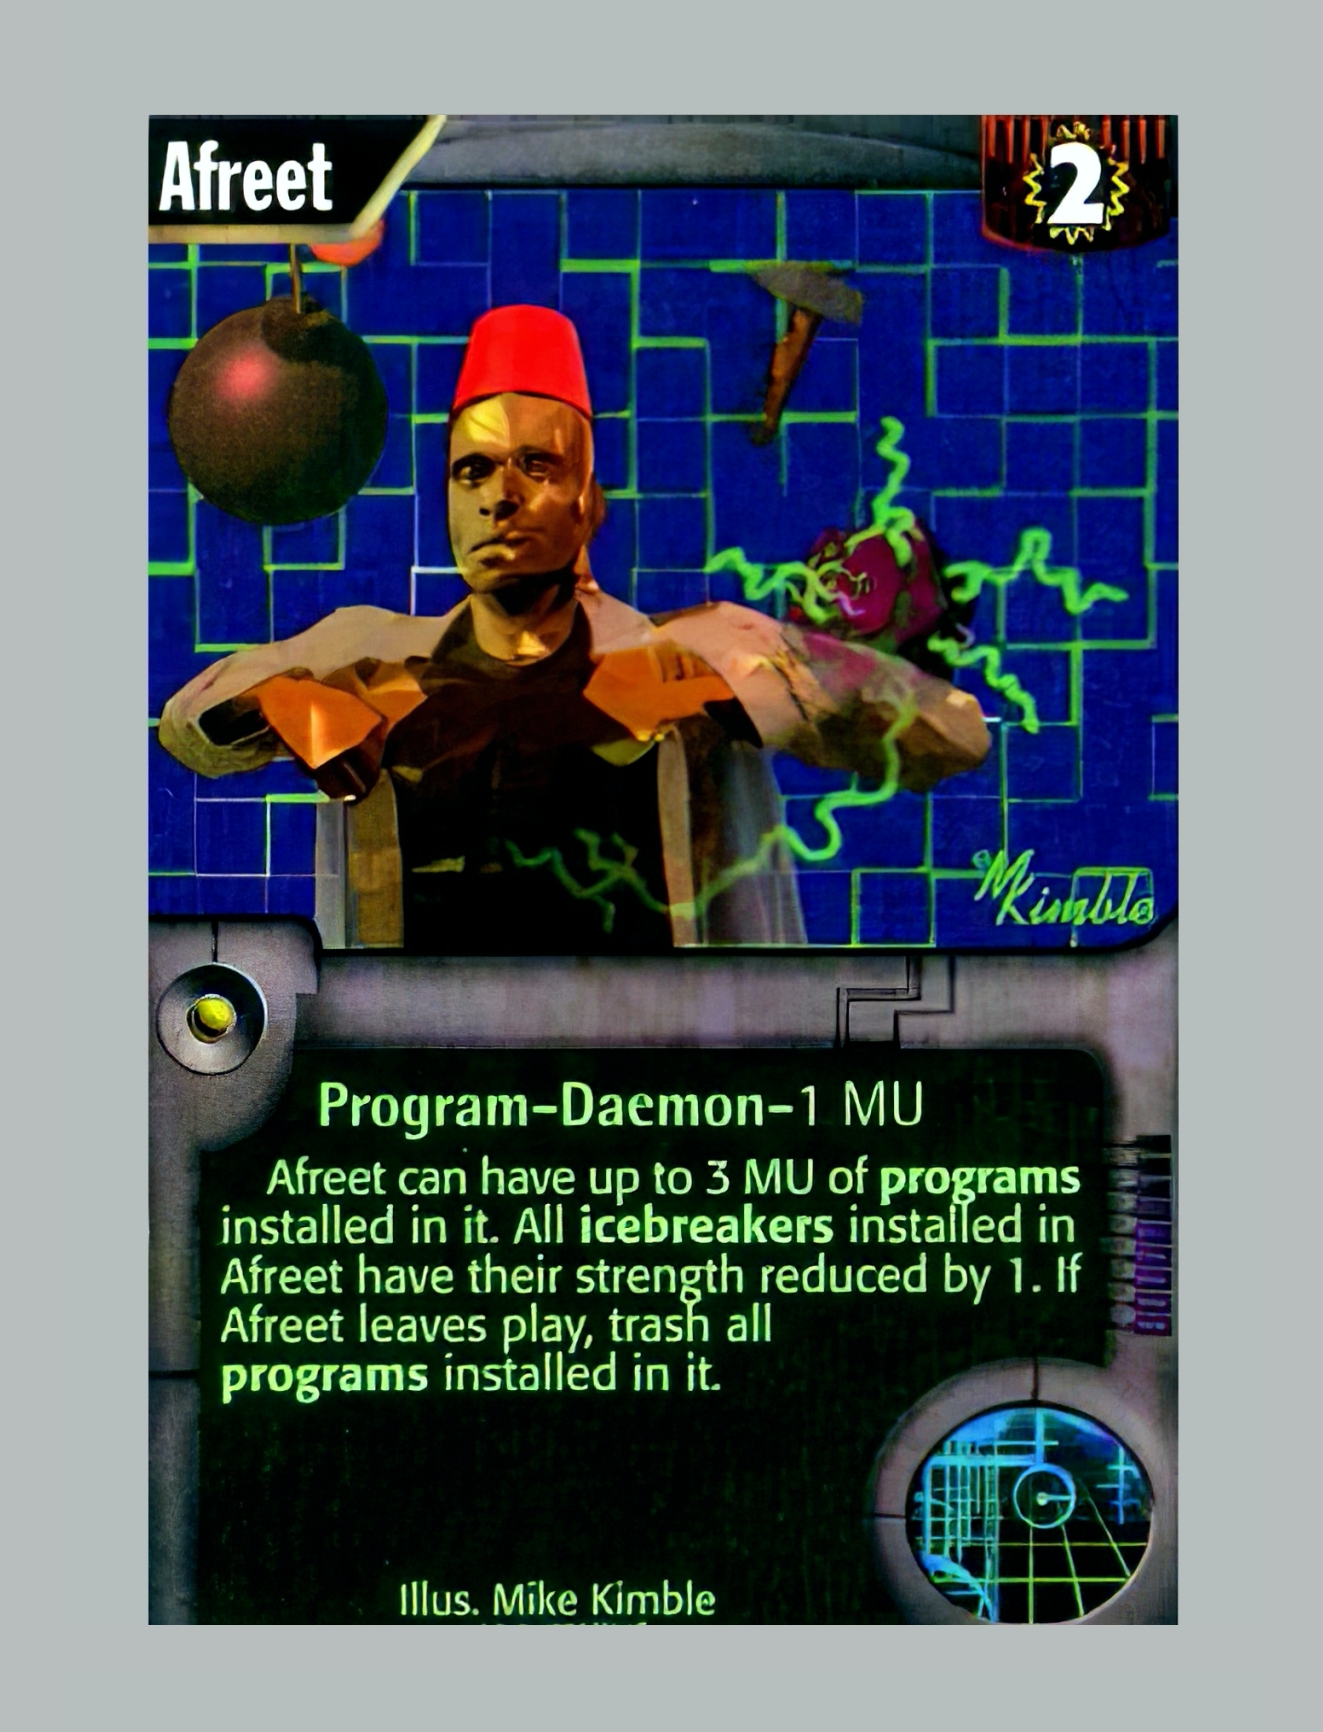 Afreet
2
M Kimble
Program-Daemon-1 MU
Afreet can have up to 3 MU of programs
installed in it. All icebreakers installed in
Afreet have their strength reduced by 1. If
Afreet leaves play, trash all
programs installed in it.
Illus. Mike Kimble